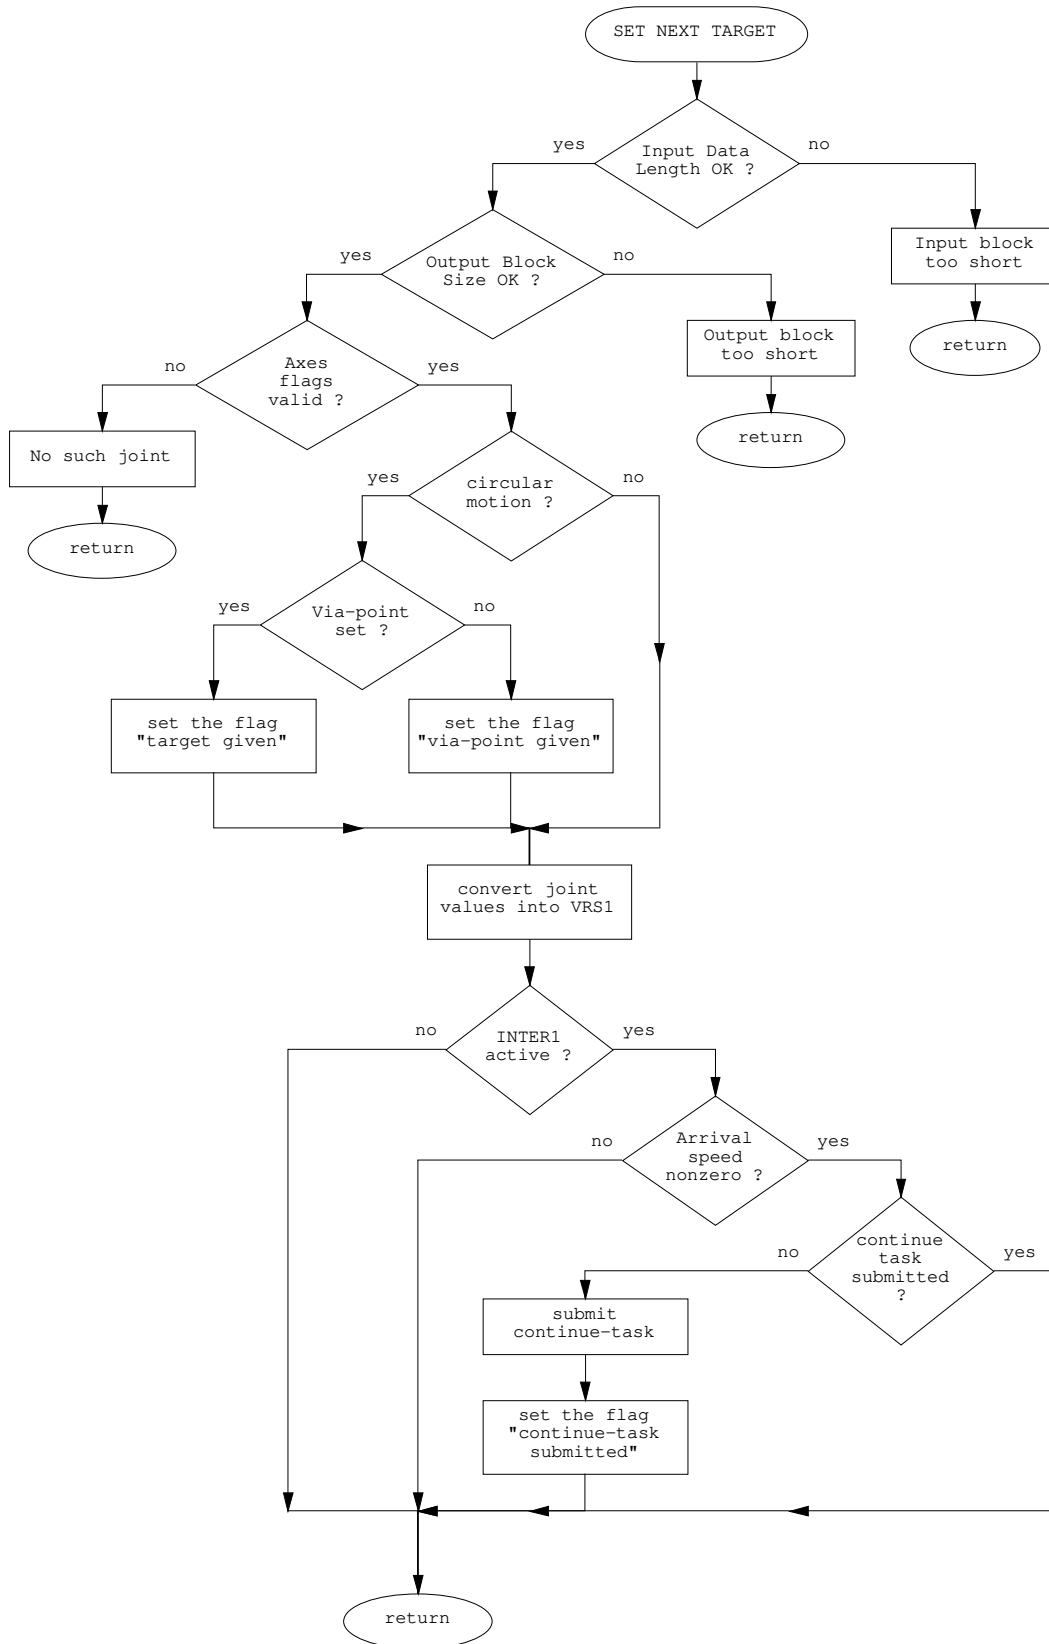 SET NEXT TARGET
yes
Input Data
Length OK ?
no
yes
Output Block
Size OK ?
no
Input block
too short
no
Axes
flags
valid ?
yes
Output block
too short
return
No such joint
yes
circular
motion ?
no
return
return
yes
Via-point
set ?
no
set the flag
"target given"
set the flag
"via-point given"
convert joint
values into VRS1
no
INTER1
active ?
yes
no
Arrival
speed
nonzero ?
yes
no
continue
task
submitted
?
yes
submit
continue-task
set the flag
"continue-task
submitted"
return